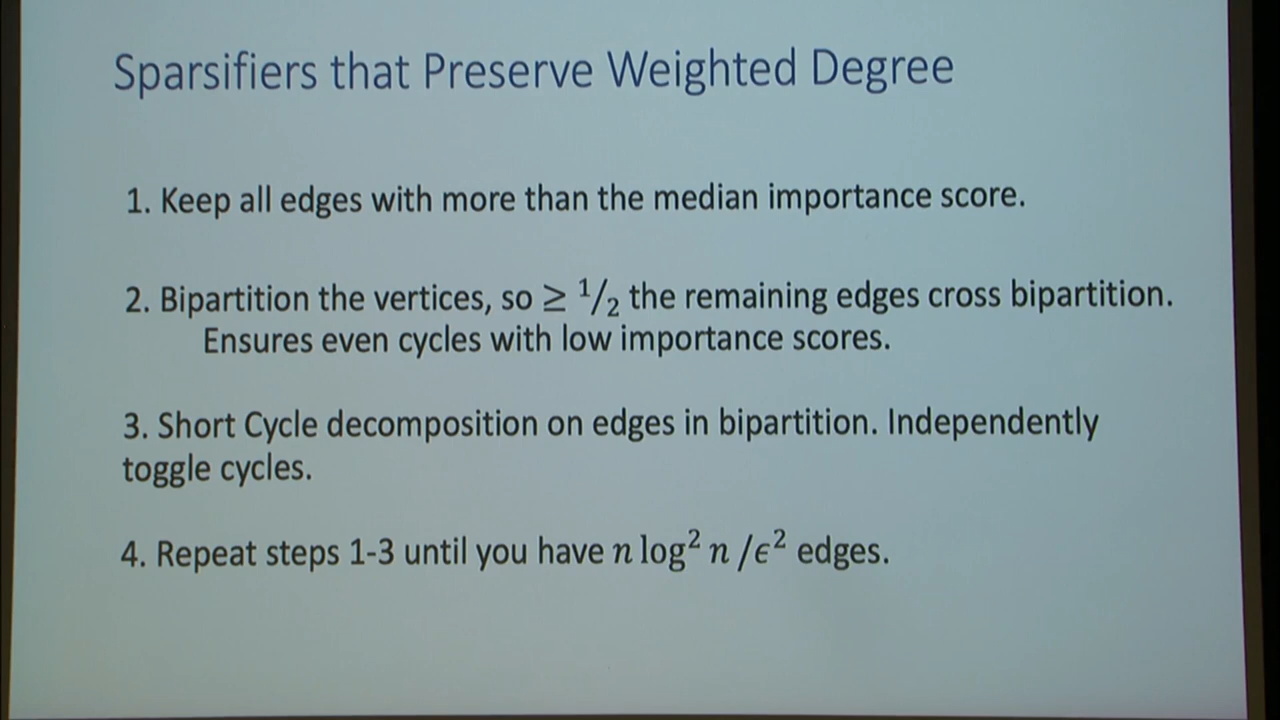 Sparsifiers that Preserve Weighted Degree
1. Keep all edges with more than the median importance score.
2. Bipartition the vertices, so ≥ 1/2 the remaining edges cross bipartition.
Ensures even cycles with low importance scores.
3. Short Cycle decomposition on edges in bipartition. Independently
toggle cycles.
4. Repeat steps 1-3 until you have n log² n /ϵ² edges.